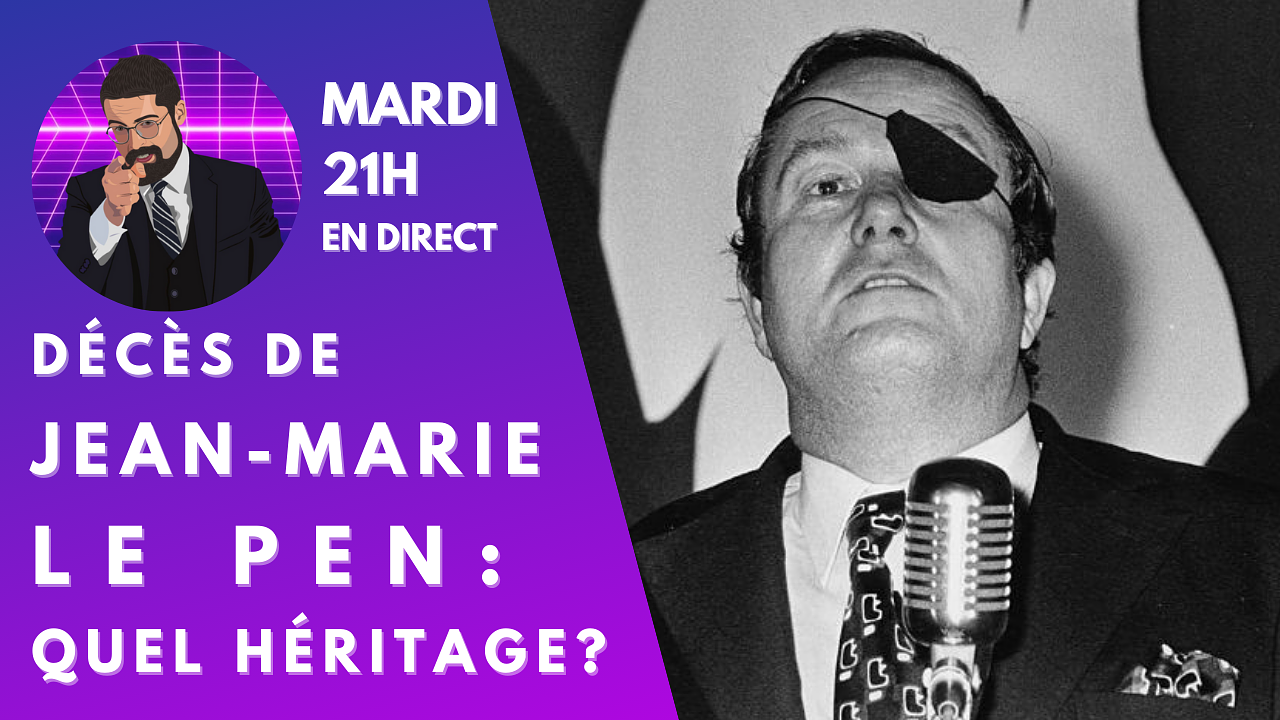 MARDI
21H
EN DIRECT
DÉCÈS DE
JEAN-MARIE
LE PEN:
QUEL HÉRITAGE?